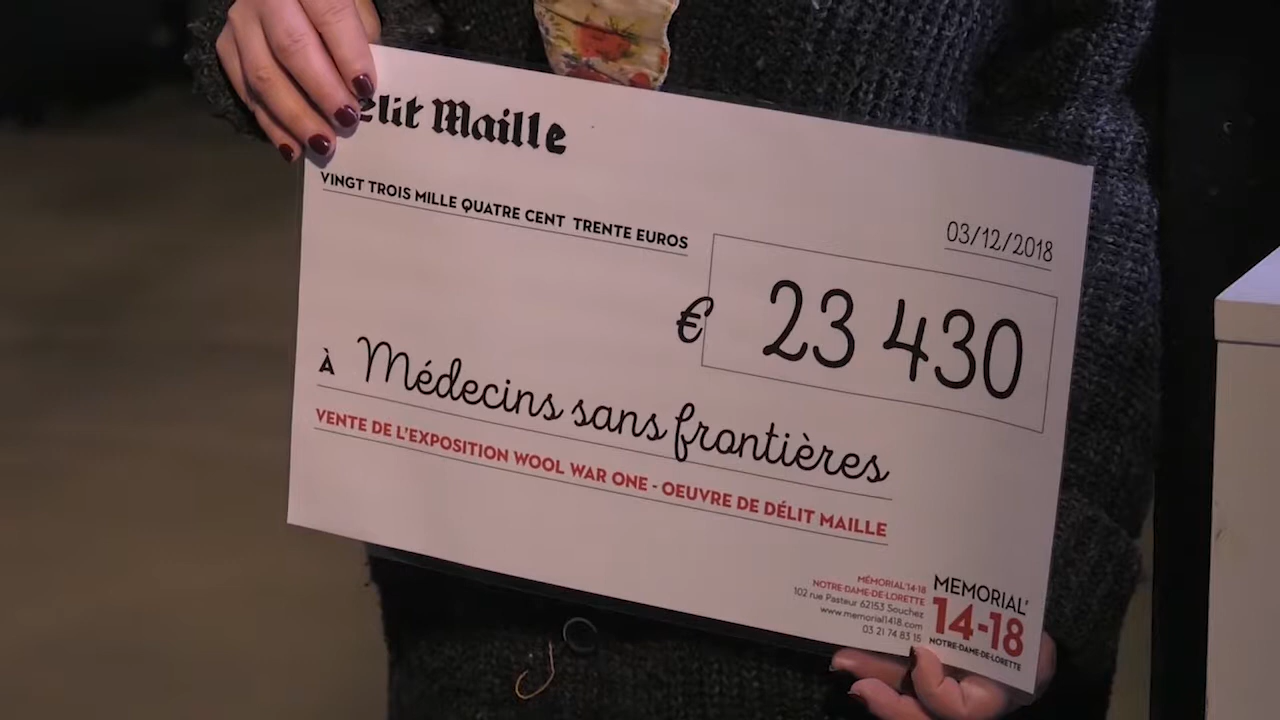 élit Maille
VINGT TROIS MILLE QUATRE CENT TRENTE EUROS
03/12/2018
€ 23 430
À Médecins sans frontières
VENTE DE L'EXPOSITION WOOL WAR ONE - OEUVRE DE DÉLIT MAILLE
MÉMORIAL'14-18
NOTRE-DAME-DE-LORETTE
102 rue Pasteur 62153 Souchez
www.memorial1418.com
03 21 74 83 15
MEMORIAL'
14-18
NOTRE-DAME-DE-LORETTE